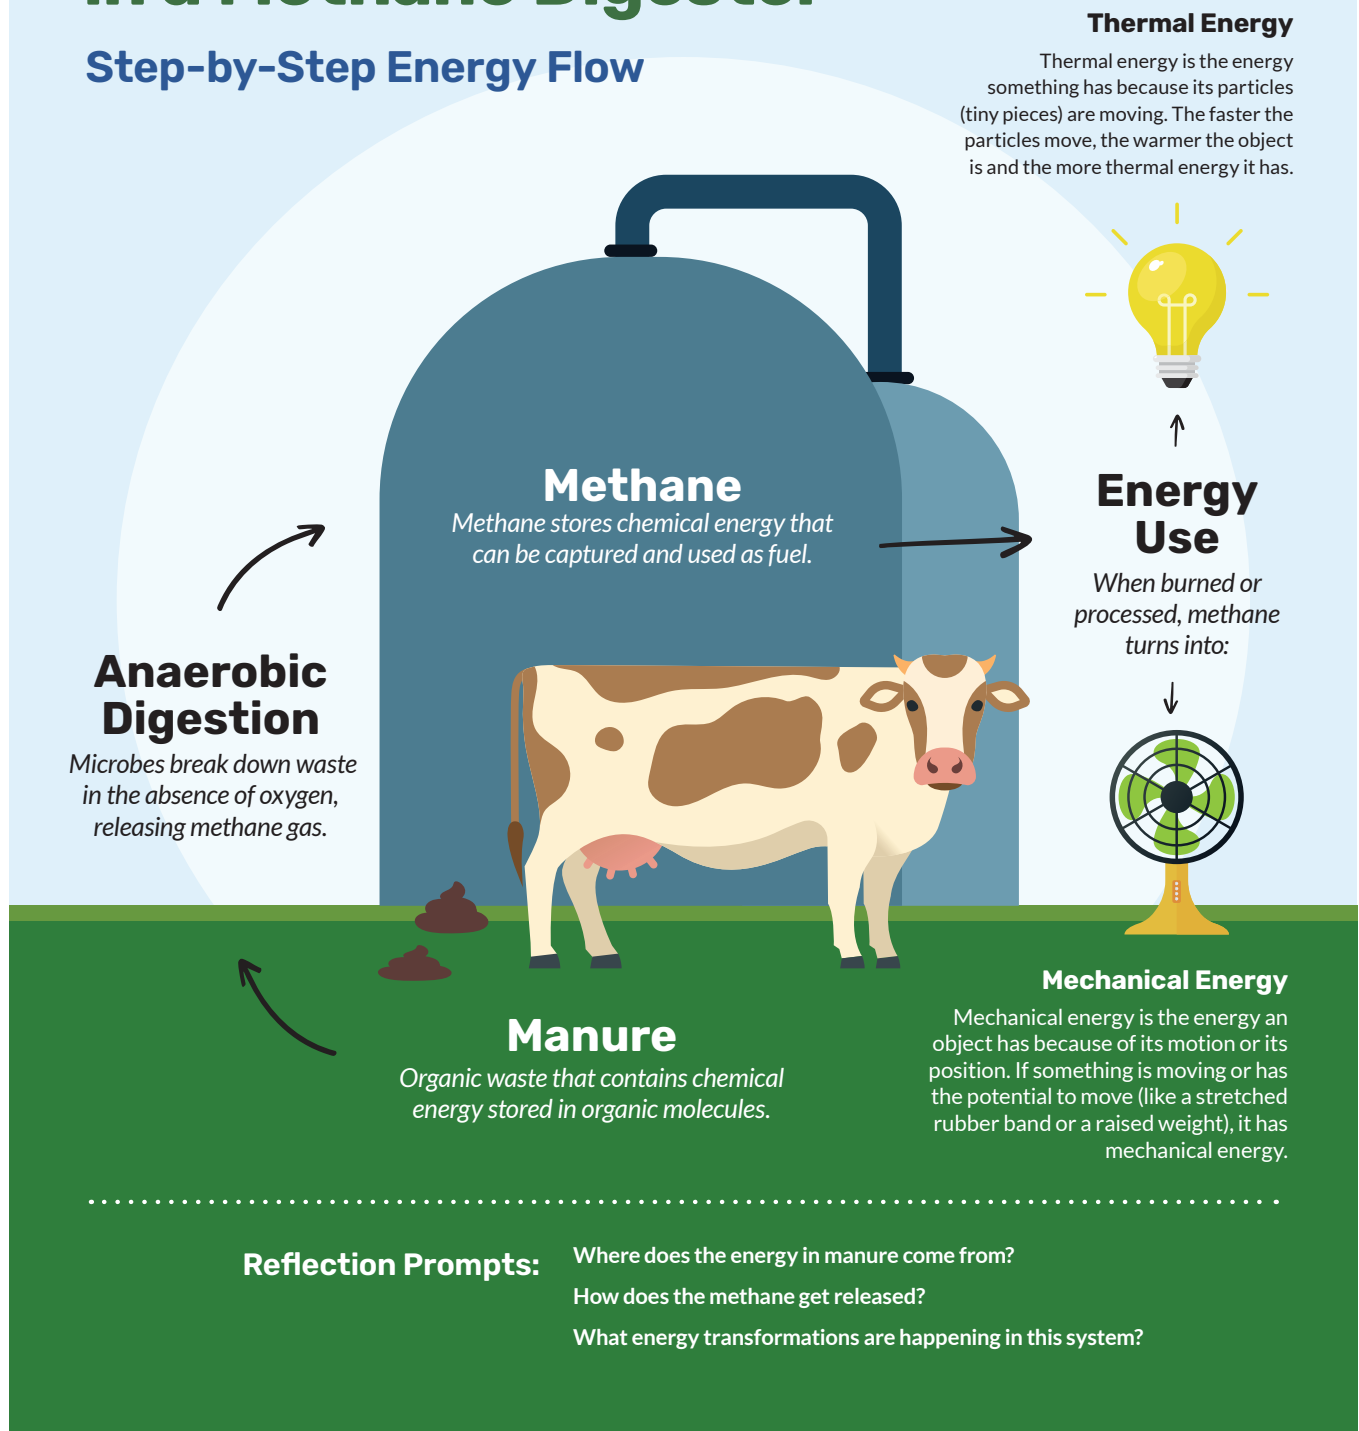 in a Methane Digester
Step-by-Step Energy Flow
Thermal Energy
Thermal energy is the energy
something has because its particles
(tiny pieces) are moving. The faster the
particles move, the warmer the object
is and the more thermal energy it has.
Methane
Methane stores chemical energy that
can be captured and used as fuel.
Energy
Use
When burned or
processed, methane
turns into:
Anaerobic
Digestion
Microbes break down waste
in the absence of oxygen,
releasing methane gas.
Manure
Organic waste that contains chemical
energy stored in organic molecules.
Mechanical Energy
Mechanical energy is the energy an
object has because of its motion or its
position. If something is moving or has
the potential to move (like a stretched
rubber band or a raised weight), it has
mechanical energy.
Reflection Prompts:
Where does the energy in manure come from?
How does the methane get released?
What energy transformations are happening in this system?